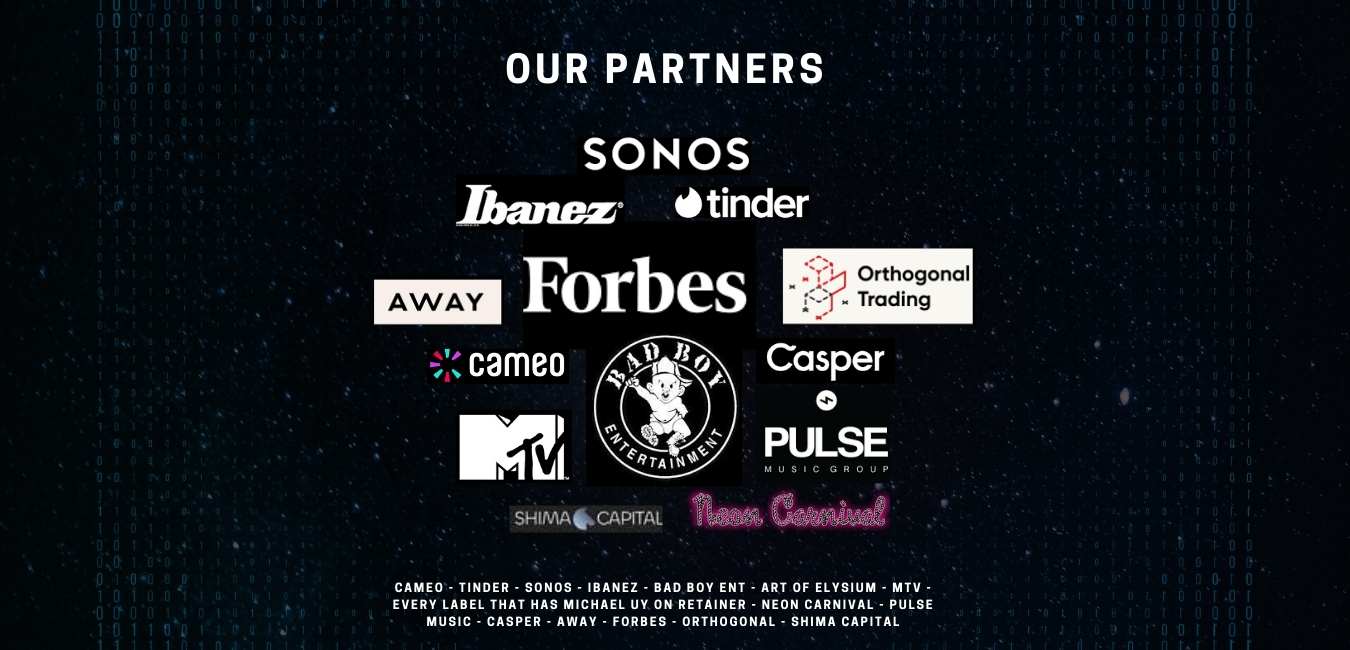 OUR PARTNERS
SONOS
Ibanez®
tinder
AWAY
Forbes
Orthogonal
Trading
cameo
BAD BOY
ENTERTAINMENT
Casper
MTV
PULSE
MUSIC GROUP
SHIMA CAPITAL
Neon Carnival
CAMEO - TINDER - SONOS - IBANEZ - BAD BOY ENT - ART OF ELYSIUM - MTV -
EVERY LABEL THAT HAS MICHAEL UY ON RETAINER - NEON CARNIVAL - PULSE
MUSIC - CASPER - AWAY - FORBES - ORTHOGONAL - SHIMA CAPITAL